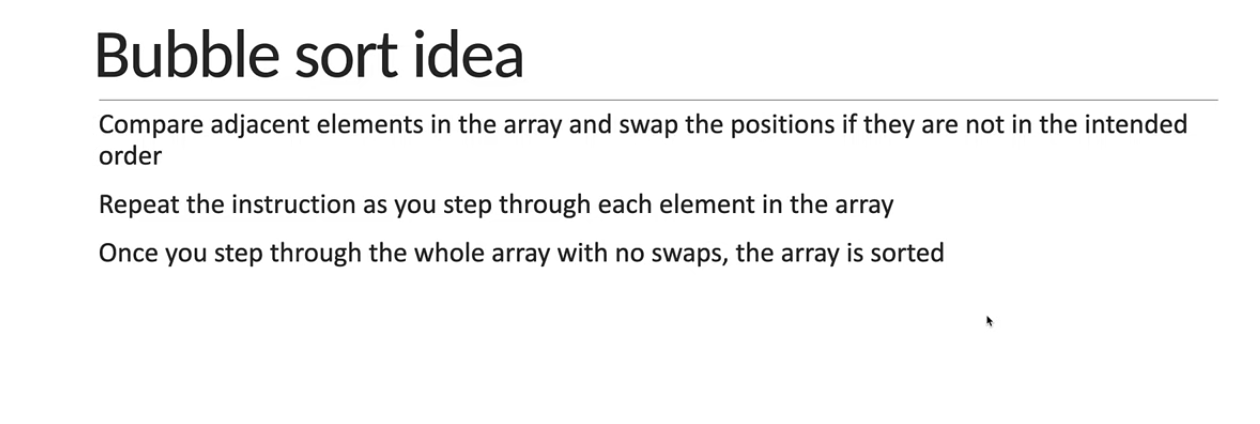 Bubble sort idea
Compare adjacent elements in the array and swap the positions if they are not in the intended
order
Repeat the instruction as you step through each element in the array
Once you step through the whole array with no swaps, the array is sorted